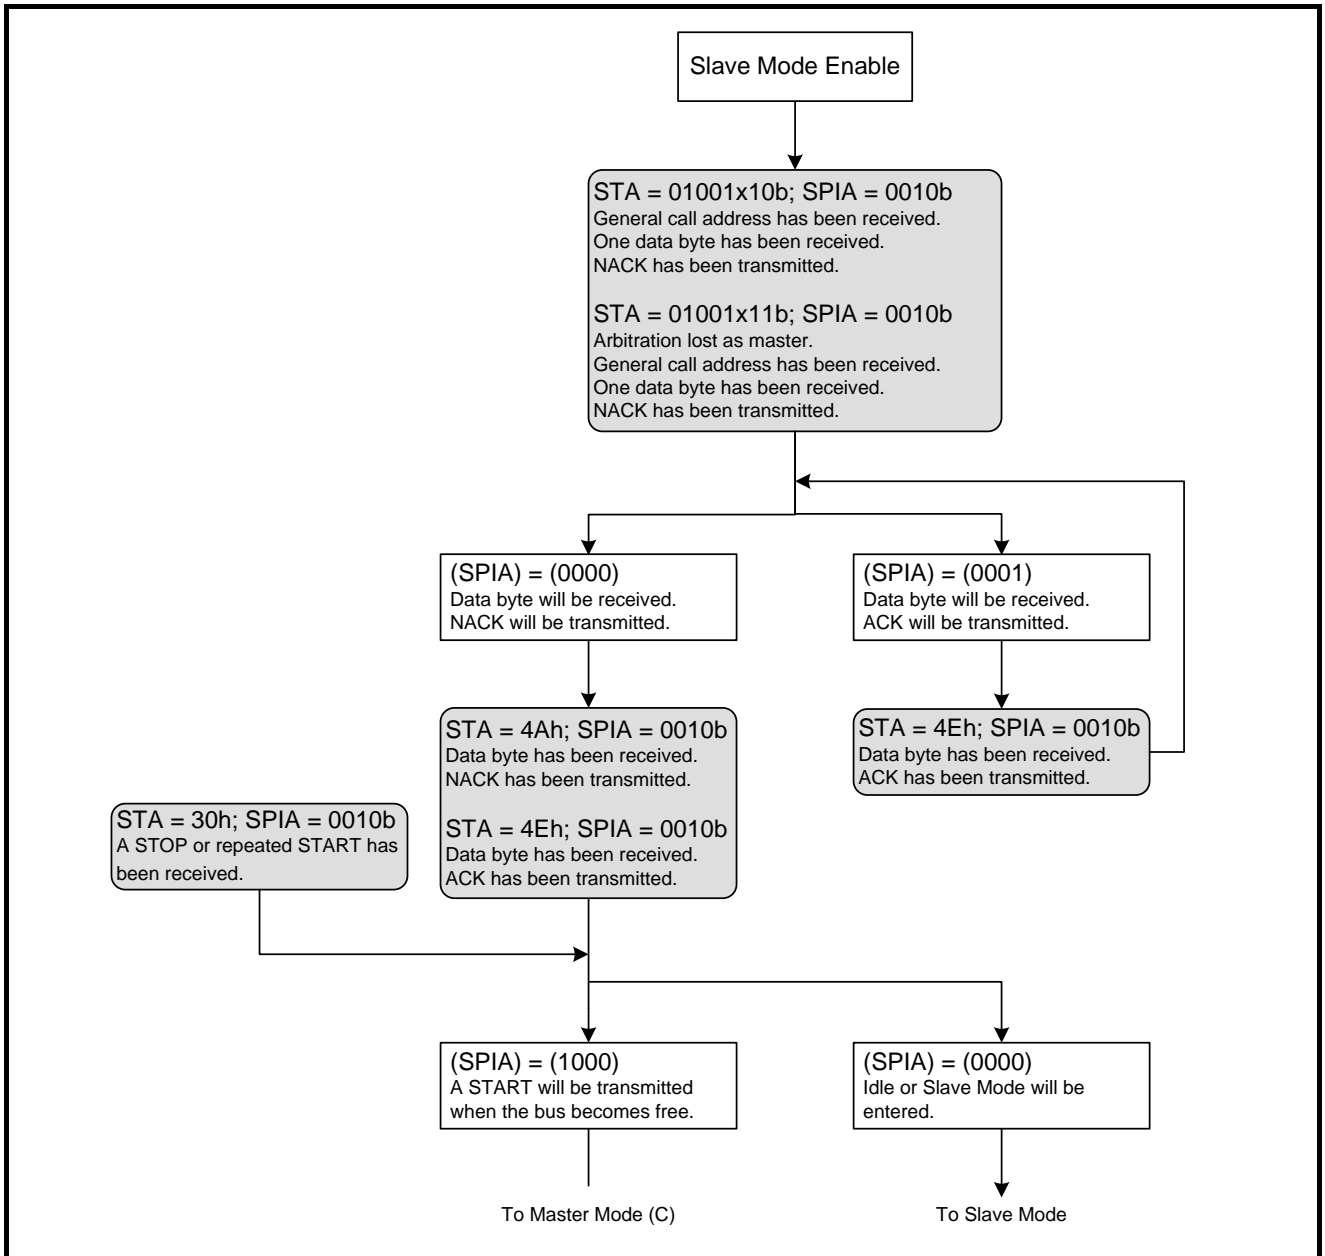 Slave Mode Enable
STA = 01001x10b; SPIA = 0010b
General call address has been received.
One data byte has been received.
NACK has been transmitted.
STA = 01001x11b; SPIA = 0010b
Arbitration lost as master.
General call address has been received.
One data byte has been received.
NACK has been transmitted.
(SPIA) = (0000)
Data byte will be received.
NACK will be transmitted.
(SPIA) = (0001)
Data byte will be received.
ACK will be transmitted.
STA = 4Ah; SPIA = 0010b
Data byte has been received.
NACK has been transmitted.
STA = 4Eh; SPIA = 0010b
Data byte has been received.
ACK has been transmitted.
STA = 4Eh; SPIA = 0010b
Data byte has been received.
ACK has been transmitted.
STA = 30h; SPIA = 0010b
A STOP or repeated START has
been received.
(SPIA) = (1000)
A START will be transmitted
when the bus becomes free.
(SPIA) = (0000)
Idle or Slave Mode will be
entered.
To Master Mode (C)
To Slave Mode